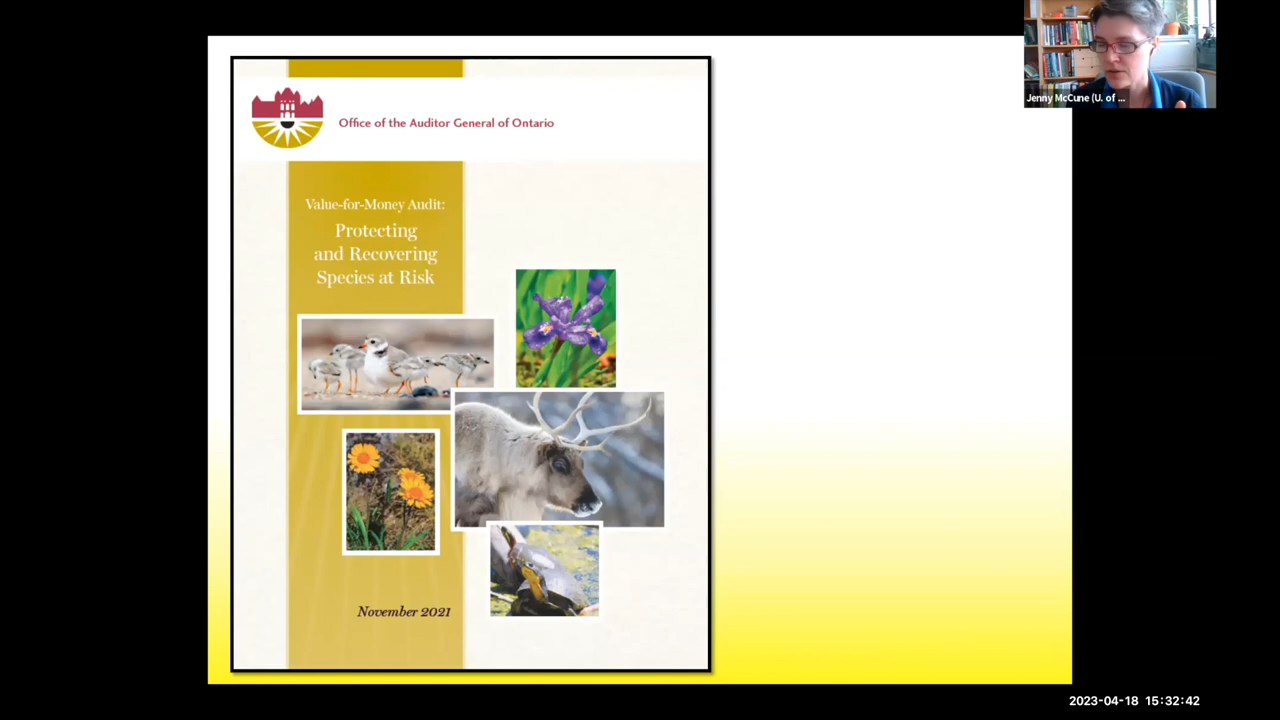 Office of the Auditor General of Ontario
Value-for-Money Audit:
Protecting
and Recovering
Species at Risk
November 2021
Jenny McCune (U. of ...
2023-04-18 15:32:42